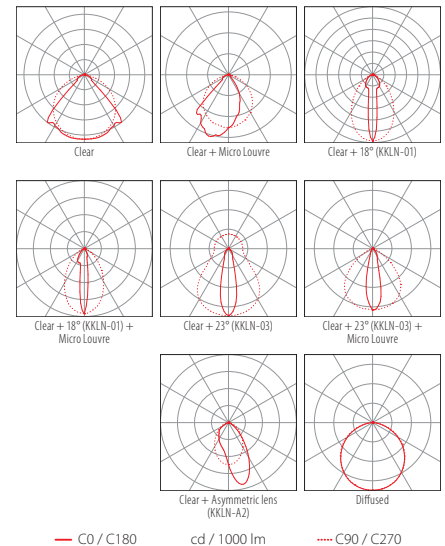 Clear
Clear + Micro Louvre
Clear + 18° (KKLN-01)
Clear + 18° (KKLN-01) +
Micro Louvre
Clear + 23° (KKLN-03)
Clear + 23° (KKLN-03) +
Micro Louvre
Clear + Asymmetric lens
(KKLN-A2)
Diffused
C0 / C180 cd / 1000 lm C90 / C270